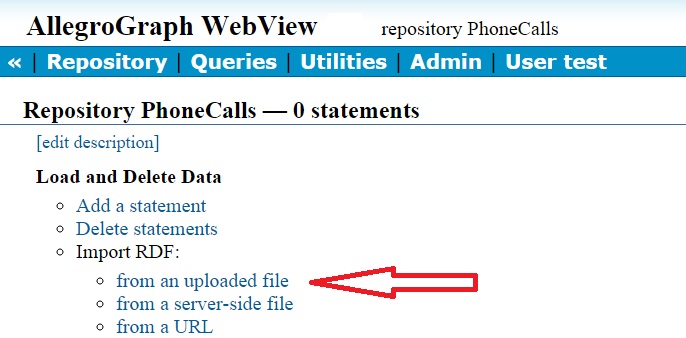 AllegroGraph WebView repository PhoneCalls
« | Repository | Queries | Utilities | Admin | User test
Repository PhoneCalls — 0 statements
[edit description]
Load and Delete Data
Add a statement
Delete statements
Import RDF:
from an uploaded file
from a server-side file
from a URL